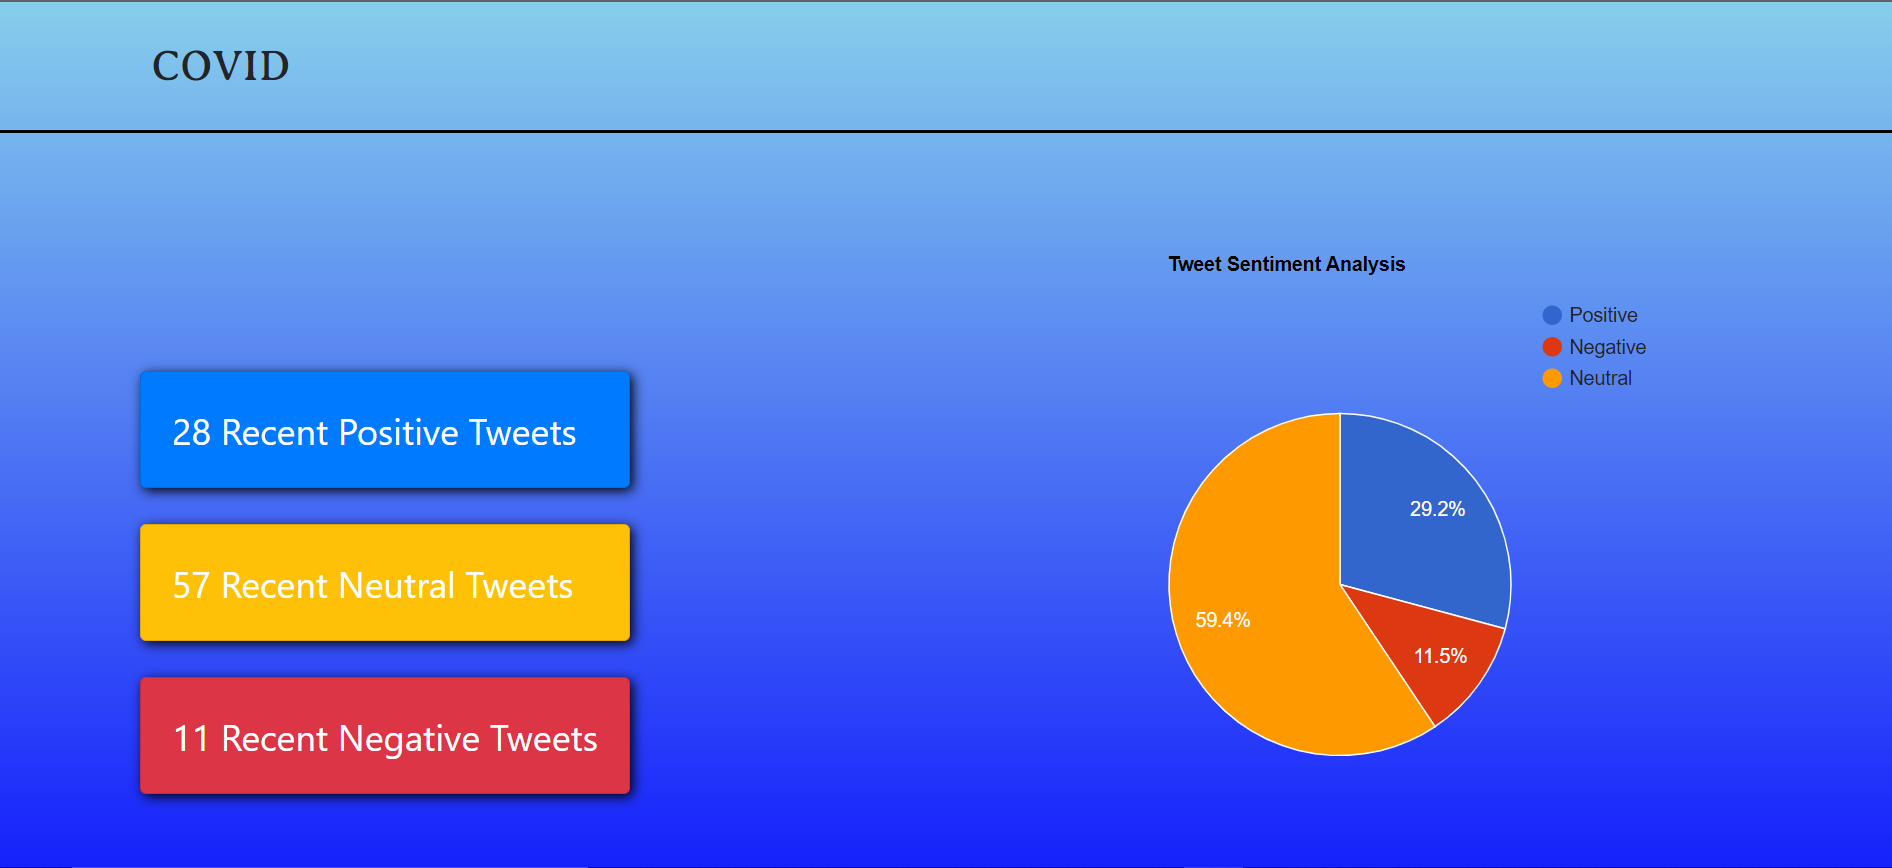 COVID
28 Recent Positive Tweets
57 Recent Neutral Tweets
11 Recent Negative Tweets
Tweet Sentiment Analysis
Positive
Negative
Neutral
29.2%
59.4%
11.5%